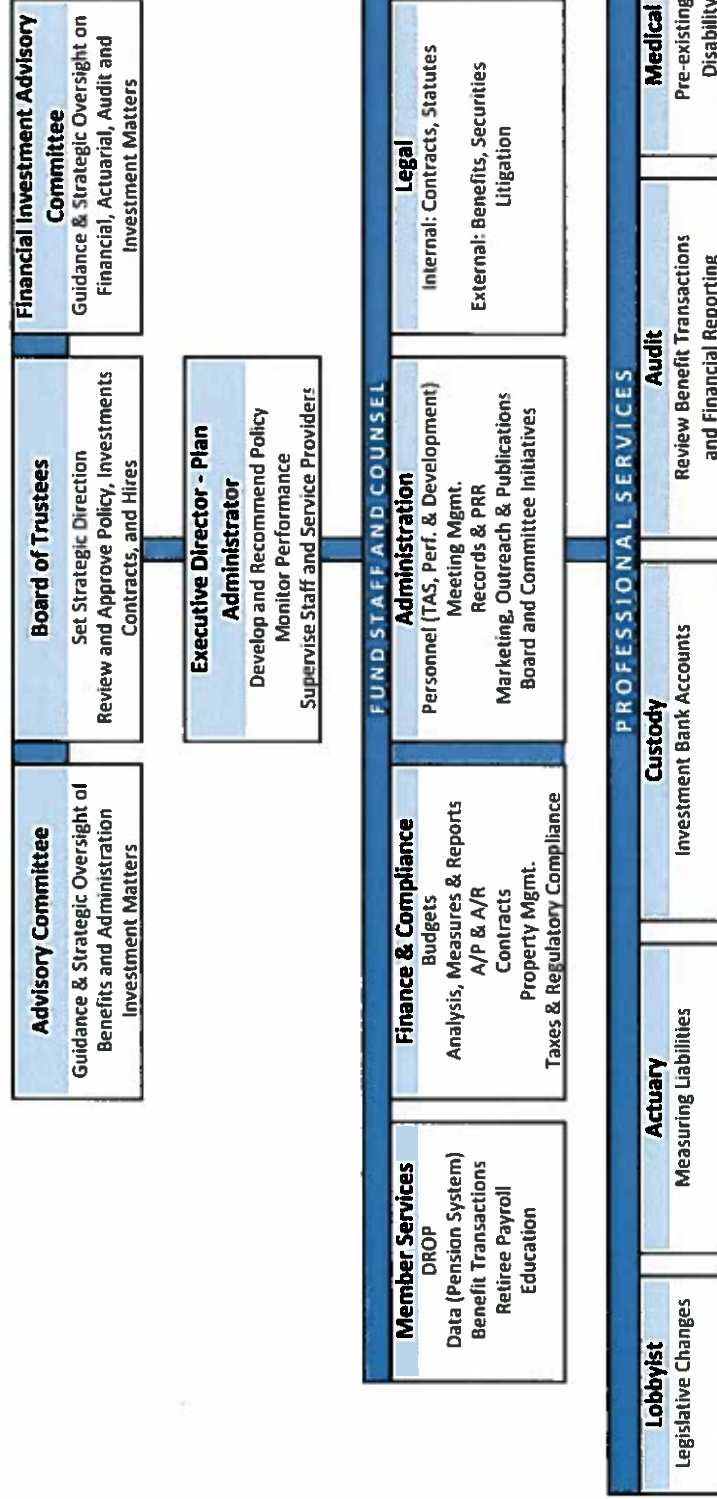 Advisory Committee
Guidance & Strategic Oversight of
Benefits and Administration
Investment Matters
Board of Trustees
Set Strategic Direction
Review and Approve Policy, Investments
Contracts, and Hires
Financial Investment Advisory
Committee
Guidance & Strategic Oversight on
Financial, Actuarial, Audit and
Investment Matters
Executive Director - Plan
Administrator
Develop and Recommend Policy
Monitor Performance
Supervise Staff and Service Providers
FUND STAFF AND COUNSEL
Member Services
DROP
Data (Pension System)
Benefit Transactions
Retiree Payroll
Education
Finance & Compliance
Budgets
Analysis, Measures & Reports
A/P & A/R
Contracts
Property Mgmt.
Taxes & Regulatory Compliance
Administration
Personnel (TAS, Perf. & Development)
Meeting Mgmt.
Records & PRR
Marketing, Outreach & Publications
Board and Committee Initiatives
Legal
Internal: Contracts, Statutes
External: Benefits, Securities
Litigation
PROFESSIONAL SERVICES
Lobbyist
Legislative Changes
Actuary
Measuring Liabilities
Custody
Investment Bank Accounts
Audit
Review Benefit Transactions
and Financial Reporting
Medical
Pre-existing
Disability